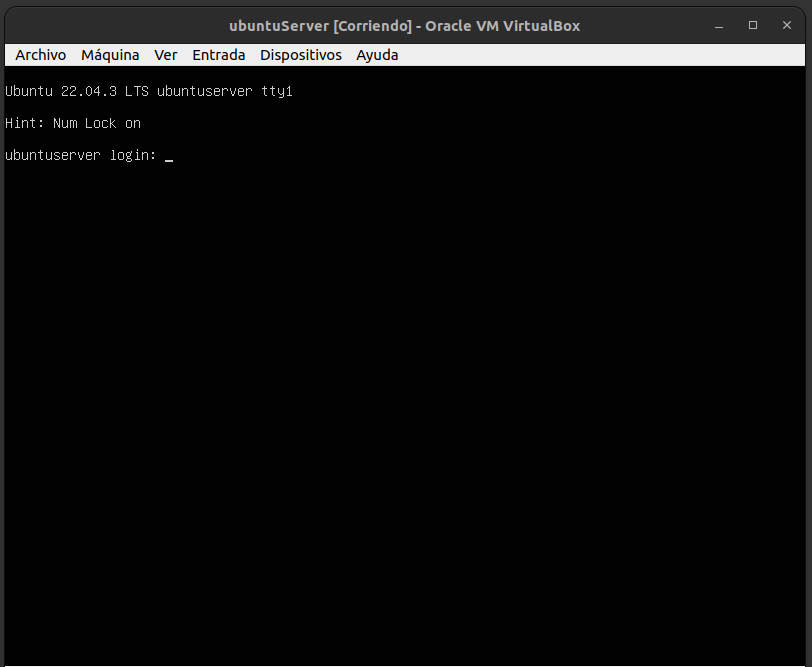 ubuntuServer [Corriendo] - Oracle VM VirtualBox
Archivo Máquina Ver Entrada Dispositivos Ayuda
Ubuntu 22.04.3 LTS ubuntuserver tty1
Hint: Num Lock on
ubuntuserver login: _